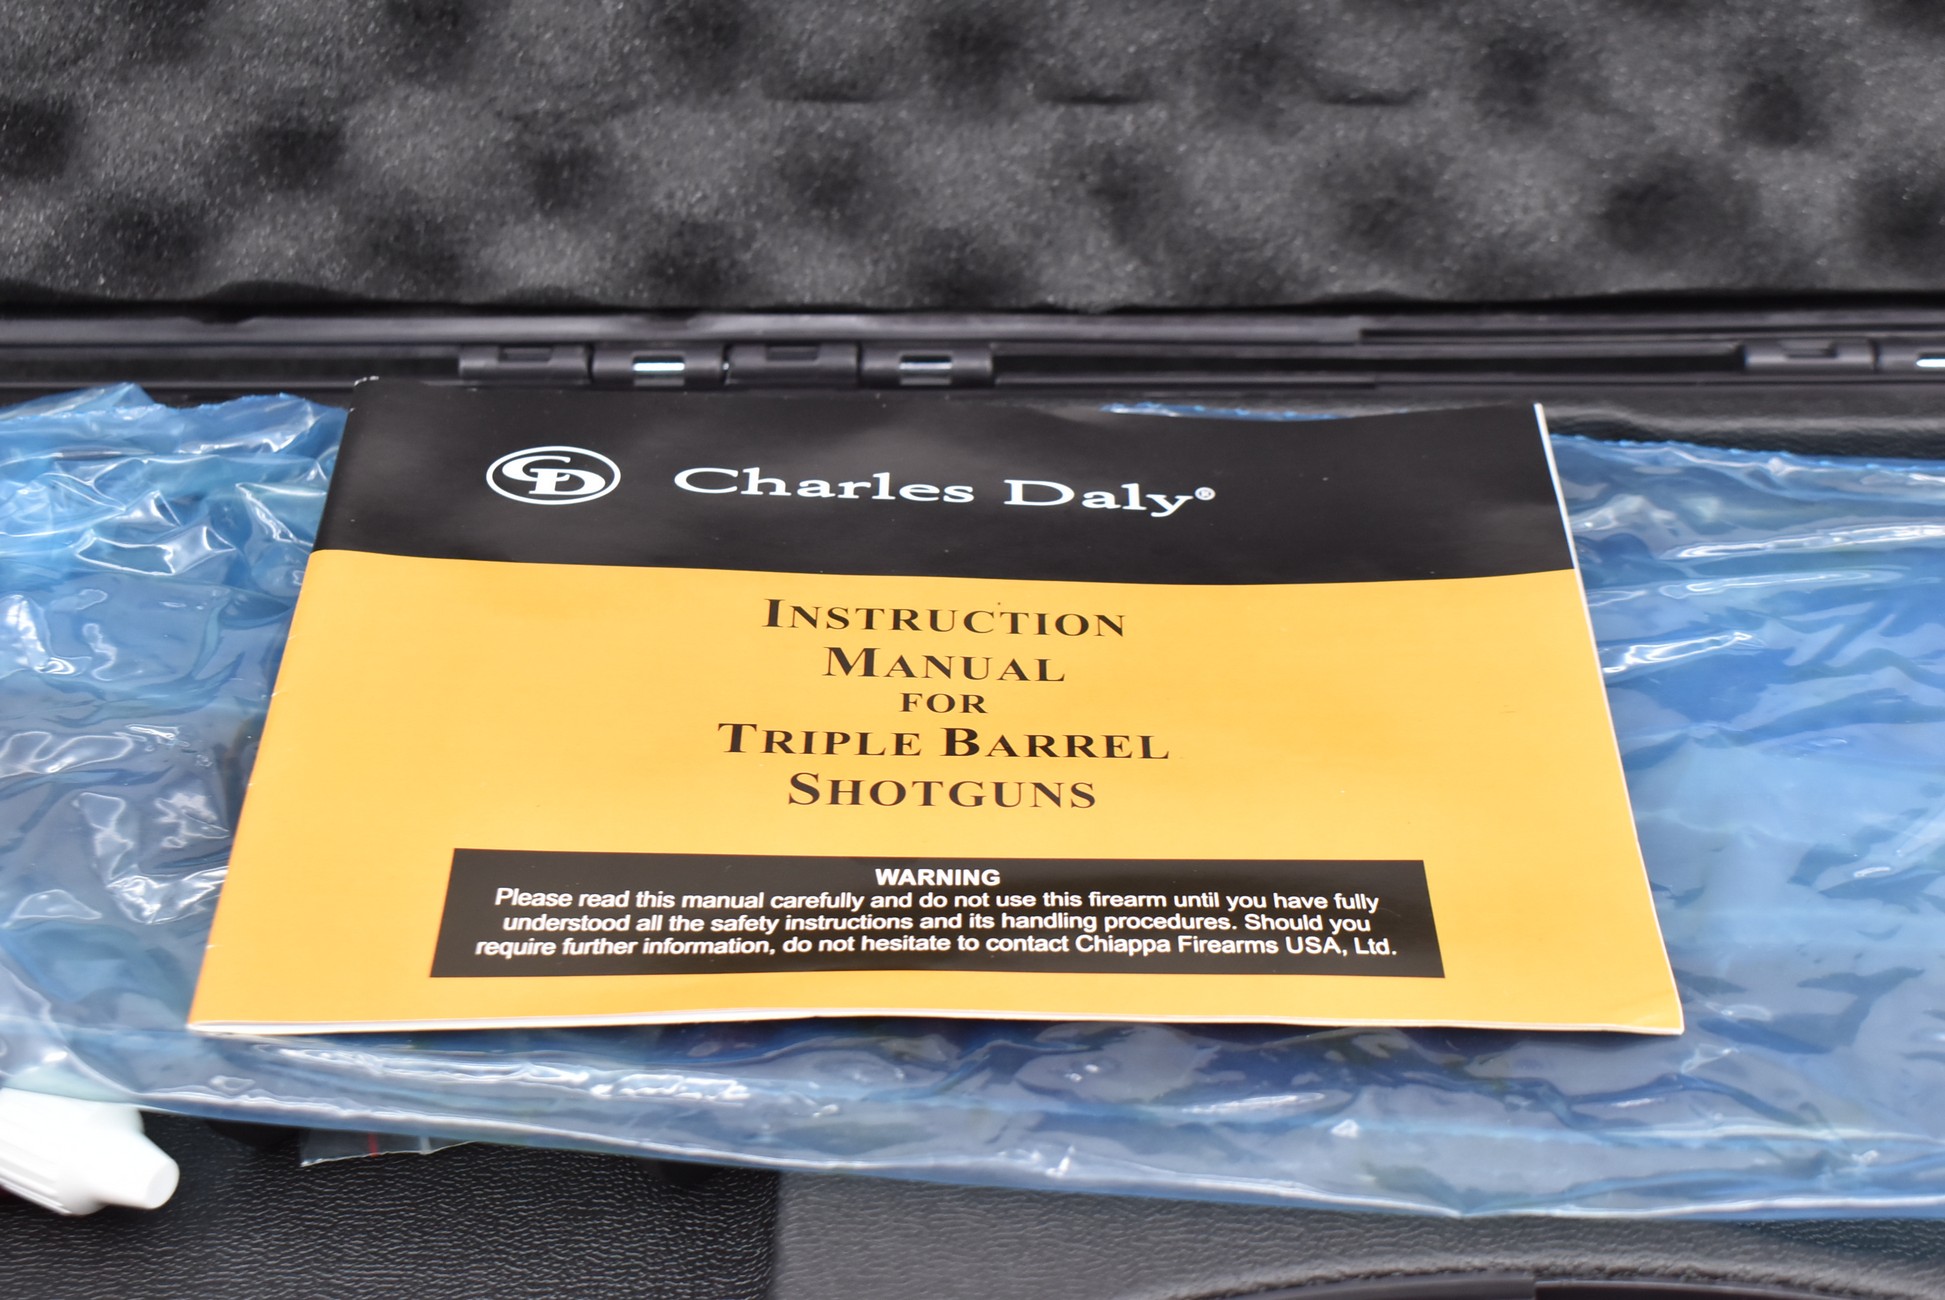 CD Charles Daly®
INSTRUCTION
MANUAL
FOR
TRIPLE BARREL
SHOTGUNS
WARNING
Please read this manual carefully and do not use this firearm until you have fully
understood all the safety instructions and its handling procedures. Should you
require further information, do not hesitate to contact Chiappa Firearms USA, Ltd.